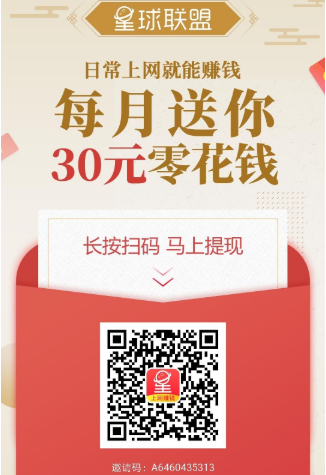 星球联盟
日常上网就能赚钱
每月送你
30元零花钱
长按扫码 马上提现
星
上网赚钱
邀请码：A6460435313